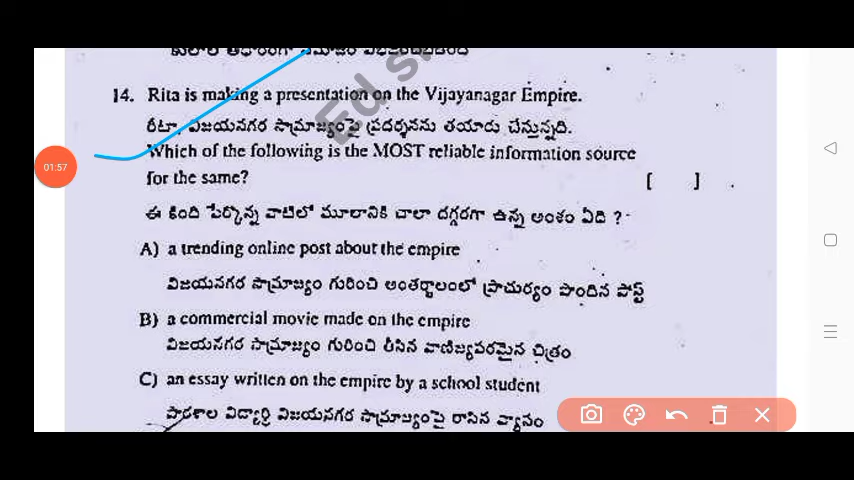 14. Rita is making a presentation on the Vijayanagar Empire.
రీటా, విజయనగర సామ్రాజ్యంపై ప్రదర్శనను తయారు చేస్తున్నది.
Which of the following is the MOST reliable information source
01:57
for the same? [ ]
ఈ కింది పేర్కొన్న వాటిలో మూలానికి చాలా దగ్గరగా ఉన్న అంశం ఏది ?
A) a trending online post about the empire
విజయనగర సామ్రాజ్యం గురించి అంతర్జాలంలో ప్రాచుర్యం పొందిన పోస్ట్
B) a commercial movie made on the empire
విజయనగర సామ్రాజ్యం గురించి తీసిన వాణిజ్యపరమైన చిత్రం
C) an essay written on the empire by a school student
పాఠశాల విద్యార్థి విజయనగర సామ్రాజ్యంపై రాసిన వ్యాసం